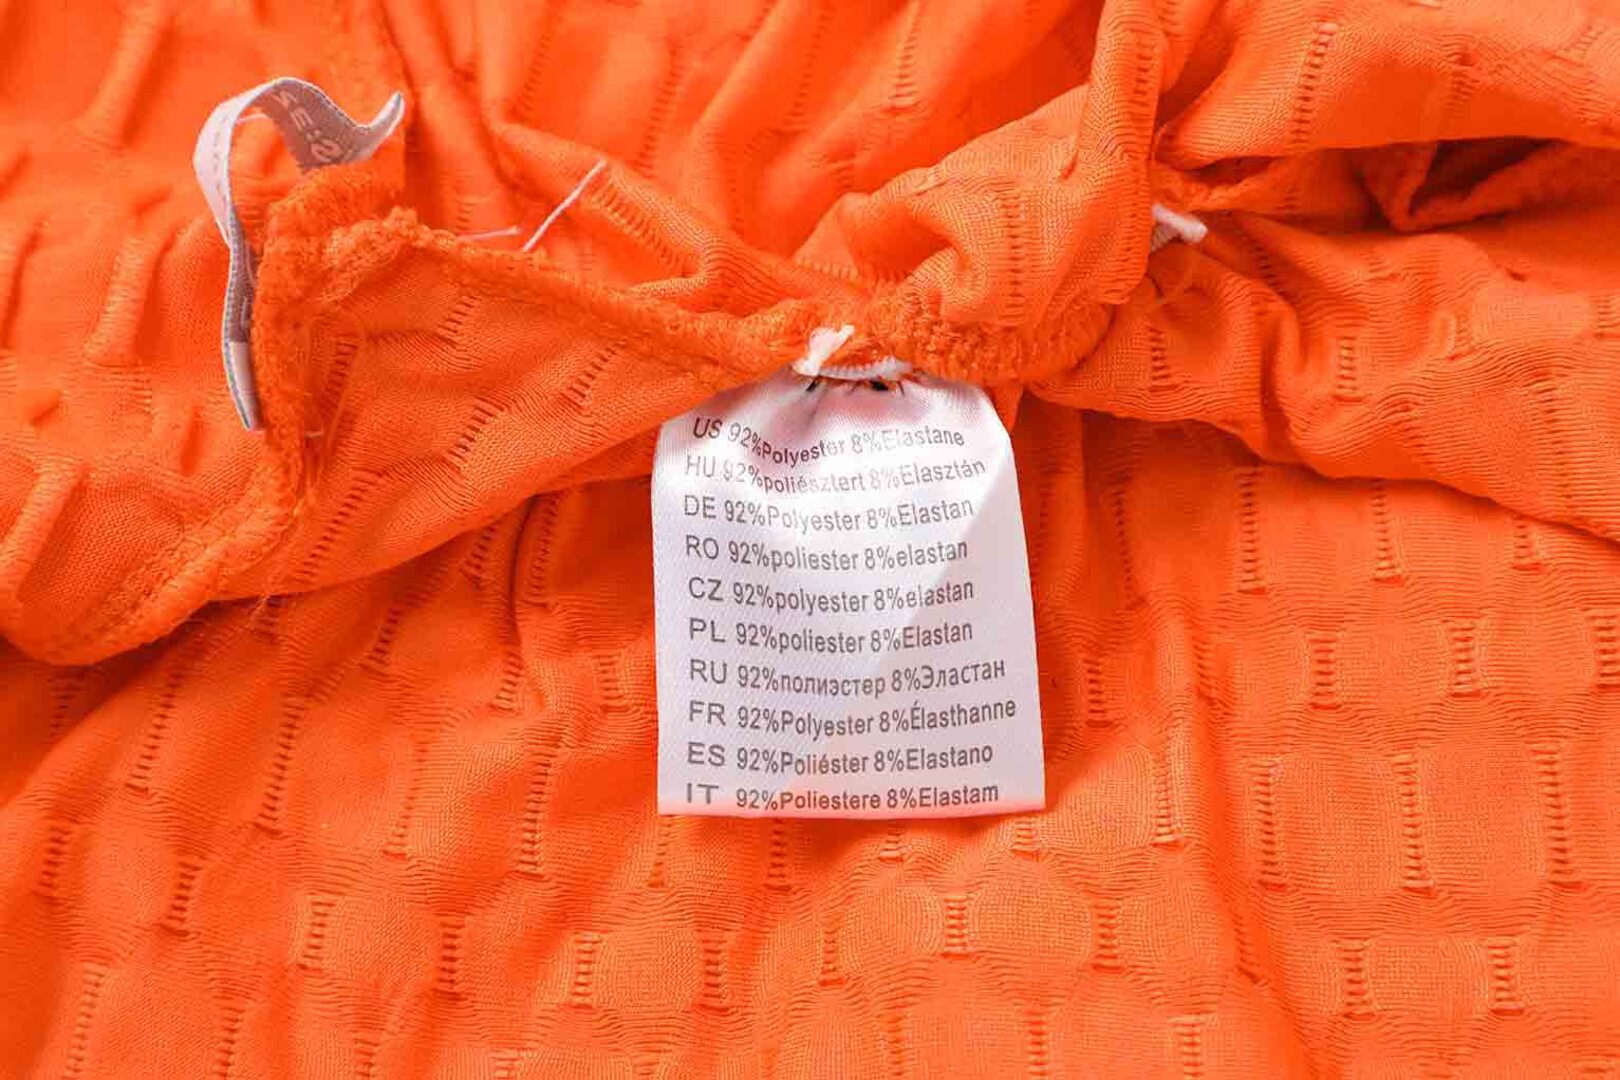 US 92%Polyester 8%Elastane
HU 92%poliésztert 8%Elasztán
DE 92%Polyester 8%Elastan
RO 92%poliester 8%elastan
CZ 92%polyester 8%elastan
PL 92%poliester 8%Elastan
RU 92%полиэстер 8%Эластан
FR 92%Polyester 8%Élasthanne
ES 92%Poliéster 8%Elastano
IT 92%Poliestere 8%Elastam